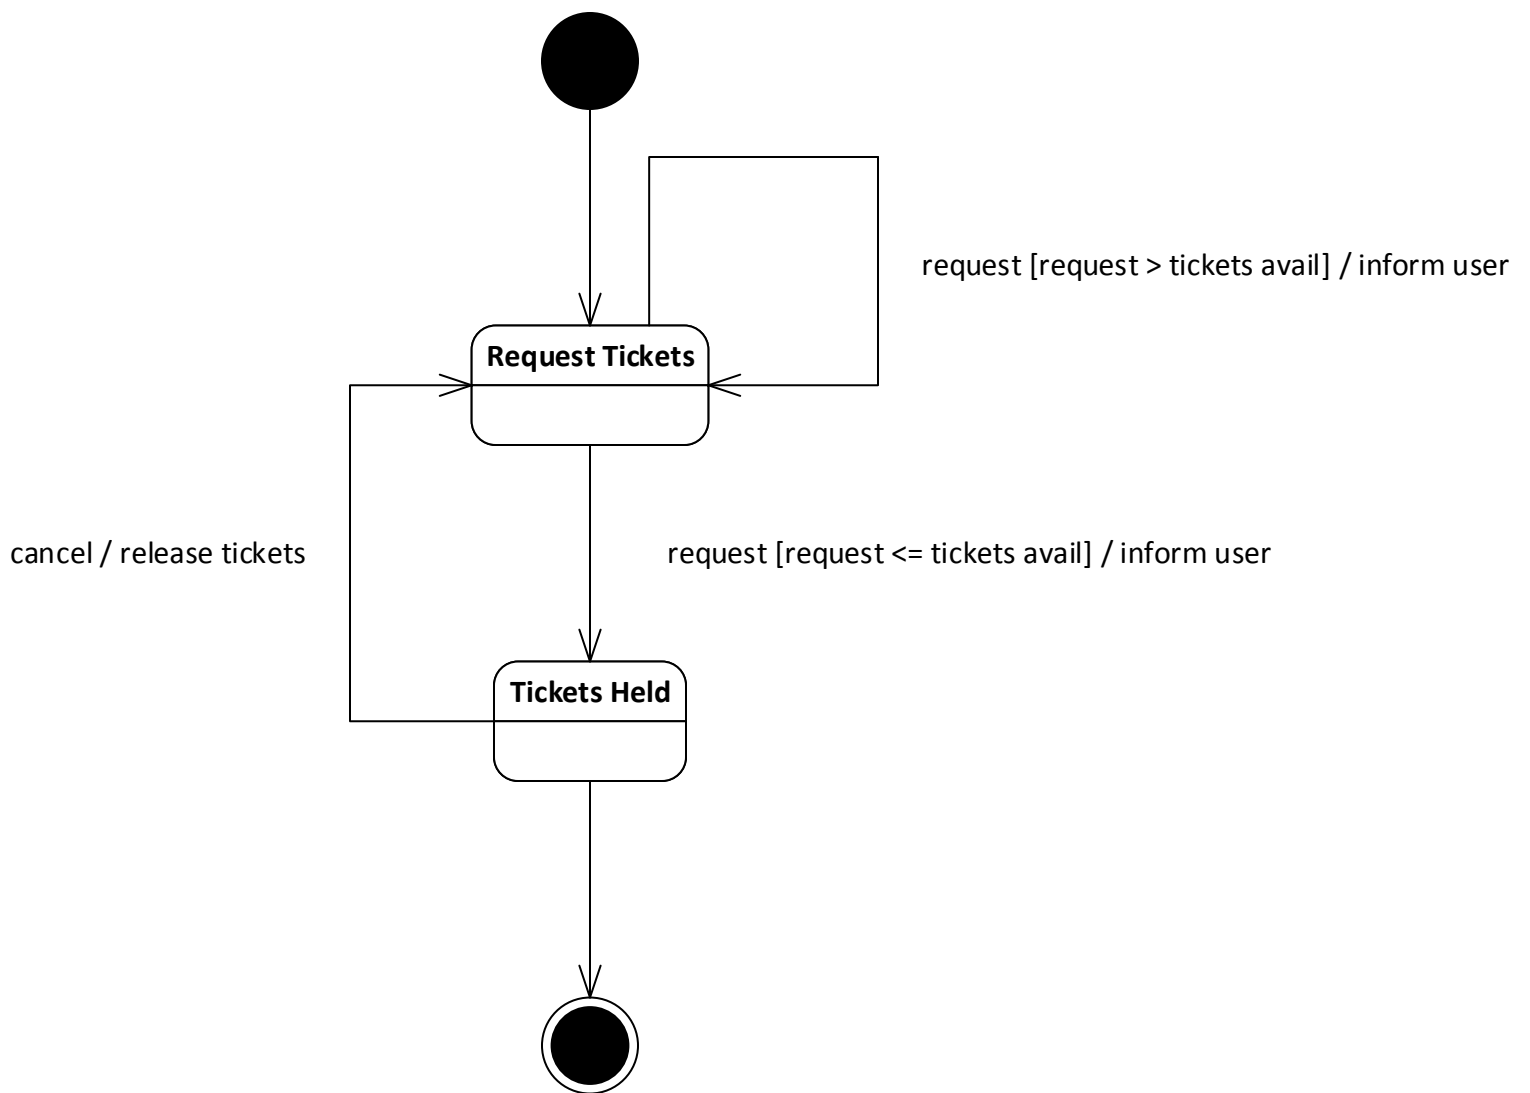 request [request > tickets avail] / inform user
Request Tickets
cancel / release tickets
request [request <= tickets avail] / inform user
Tickets Held